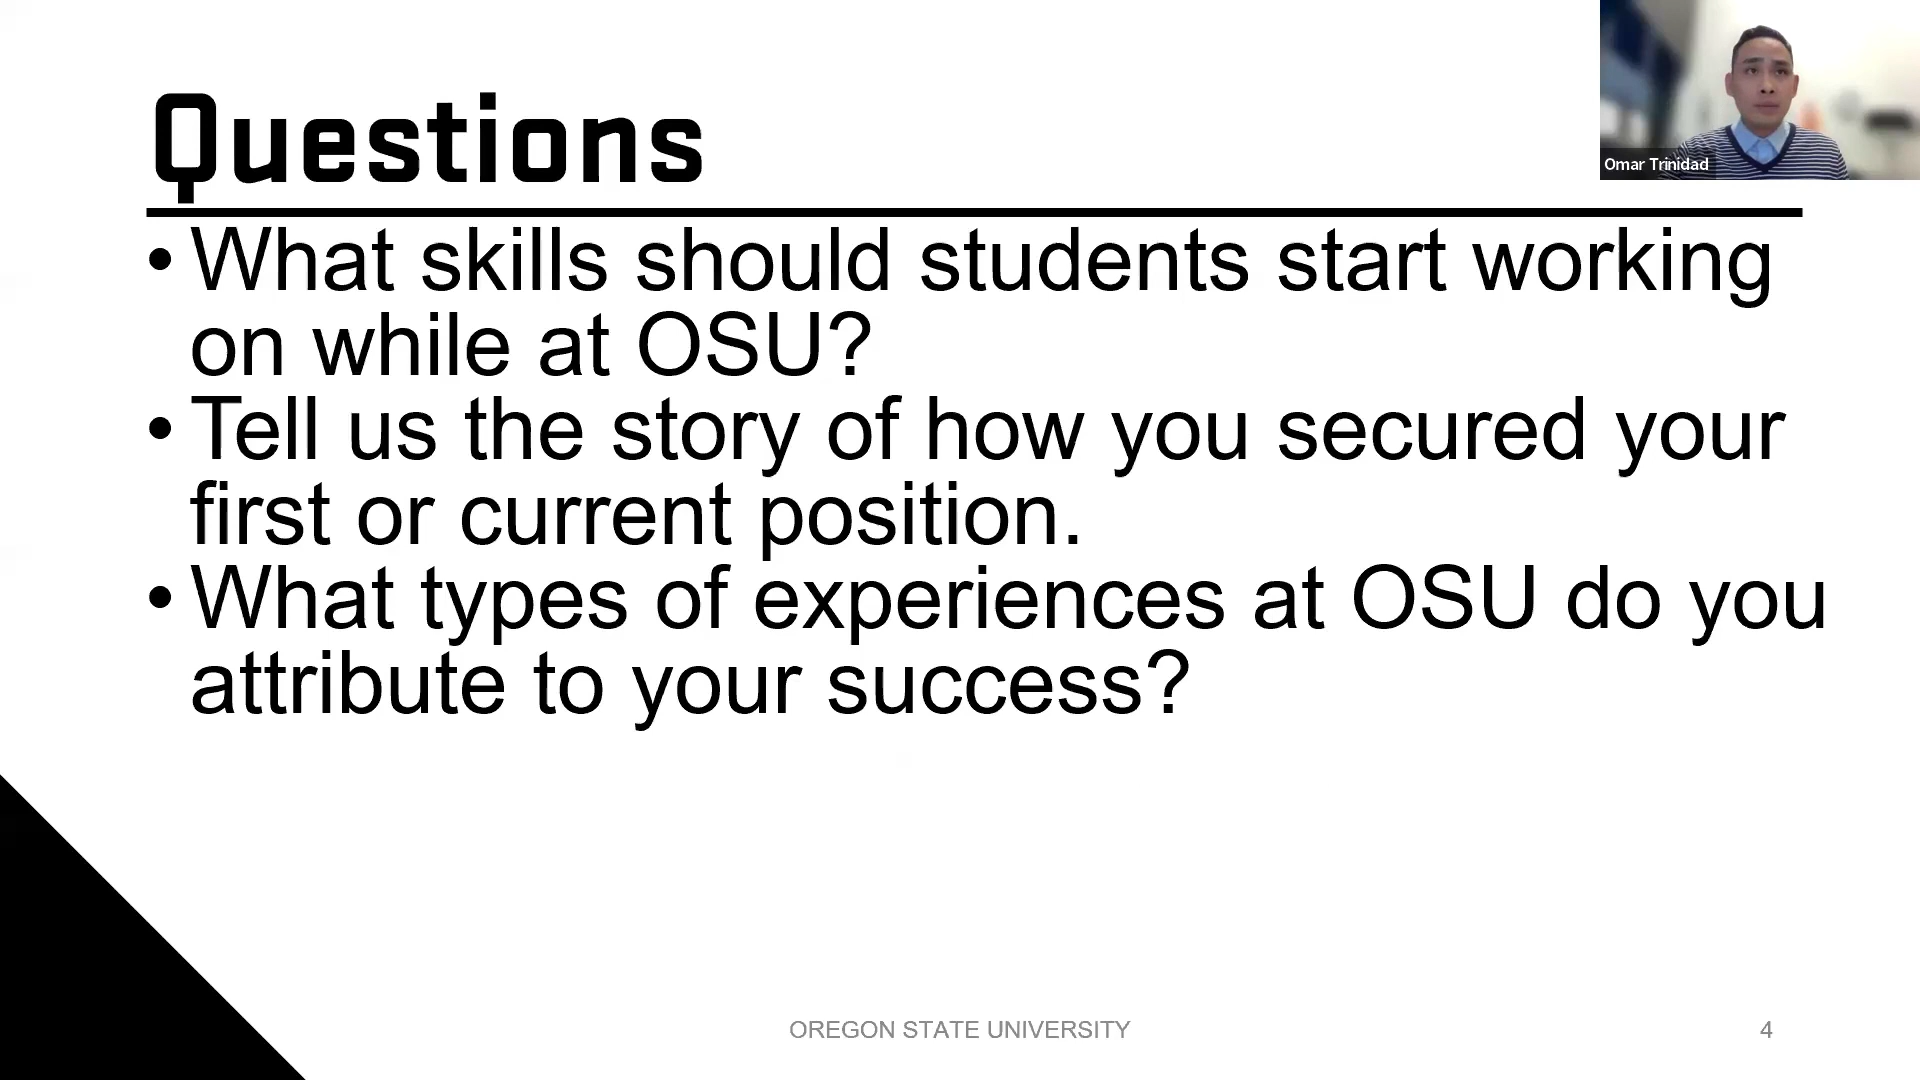 Questions
Omar Trinidad
• What skills should students start working
on while at OSU?
• Tell us the story of how you secured your
first or current position.
• What types of experiences at OSU do you
attribute to your success?
OREGON STATE UNIVERSITY
4